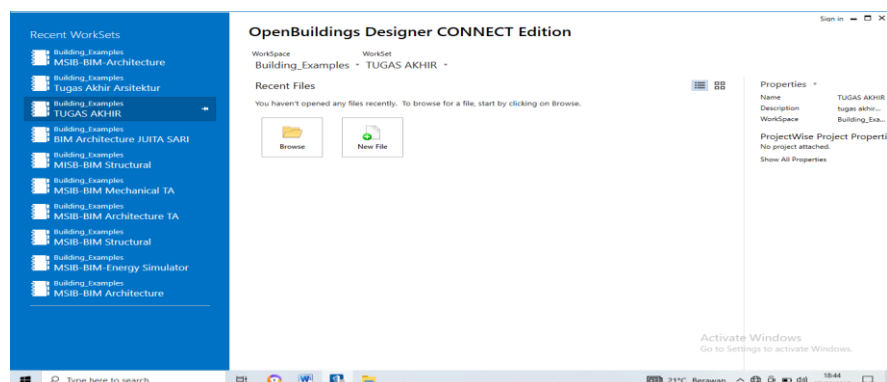 Sign in
Recent WorkSets
Building_Examples
MSIB-BIM-Architecture
Building_Examples
Tugas Akhir Arsitektur
Building_Examples
TUGAS AKHIR
Building_Examples
BIM Architecture JUITA SARI
Building_Examples
MISB-BIM Structural
Building_Examples
MSIB-BIM Mechanical TA
Building_Examples
MSIB-BIM Architecture TA
Building_Examples
MSIB-BIM Structural
Building_Examples
MSIB-BIM-Energy Simulator
Building_Examples
MSIB-BIM Architecture
OpenBuildings Designer CONNECT Edition
WorkSpace WorkSet
Building_Examples TUGAS AKHIR
Recent Files
You haven't opened any files recently. To browse for a file, start by clicking on Browse.
Browse New File
Properties
Name TUGAS AKHIR
Description tugas akhir...
WorkSpace Building_Exa...
ProjectWise Project Properti
No project attached.
Show All Properties
Activate Windows
Go to Settings to activate Windows.
Type here to search
21°C Berawan 18:44